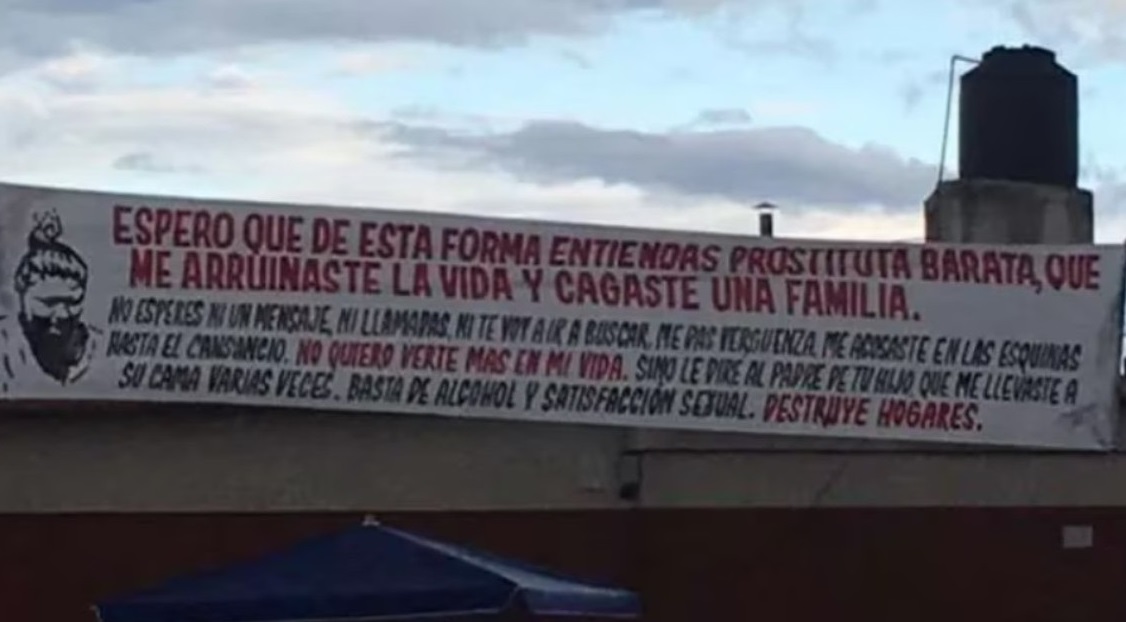 ESPERO QUE DE ESTA FORMA ENTIENDAS PROSTITUTA BARATA, QUE
ME ARRUINASTE LA VIDA Y CAGASTE UNA FAMILIA.
NO ESPERES NI UN MENSAJE, NI LLAMADAS, NI TE VOY A IR A BUSCAR, ME DAS VERGUENZA, ME ACOSASTE EN LAS ESQUINAS
HASTA EL CANSANCIO. NO QUIERO VERTE MAS EN MI VIDA. SINO LE DIRE AL PADRE DE TU HIJO QUE ME LLEVASTE A
SU CAMA VARIAS VECES. BASTA DE ALCOHOL Y SATISFACCION SEXUAL. DESTRUYE HOGARES.